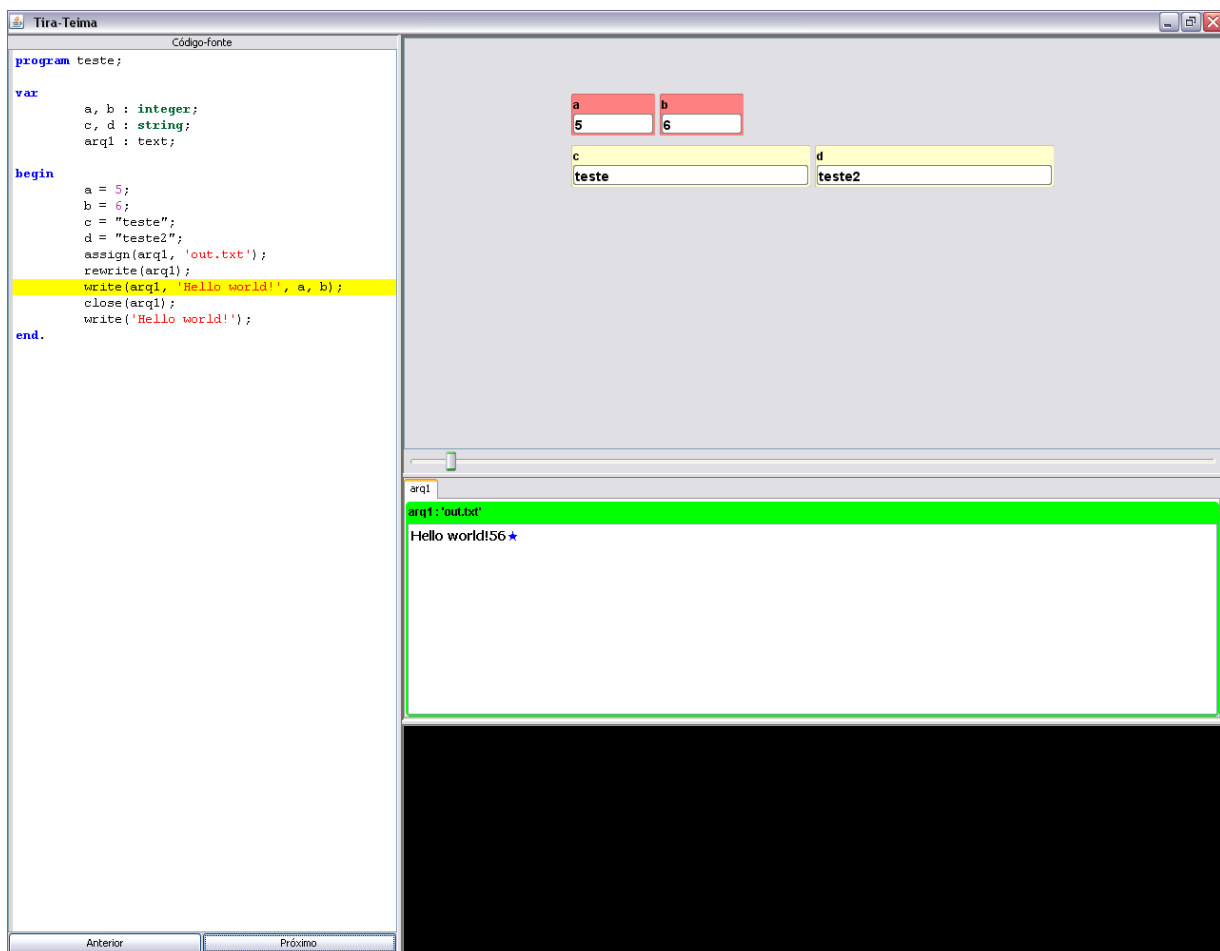 Tira-Teima
Código-fonte
program teste;
var
a, b : integer;
c, d : string;
arq1 : text;
begin
a = 5;
b = 6;
c = "teste";
d = "teste2";
assign(arq1, 'out.txt');
rewrite(arq1);
write(arq1, 'Hello world!', a, b);
close(arq1);
write('Hello world!');
end.
Anterior Próximo
a b
5 6
c d
teste teste2
arq1
arq1 : 'out.txt'
Hello world!56